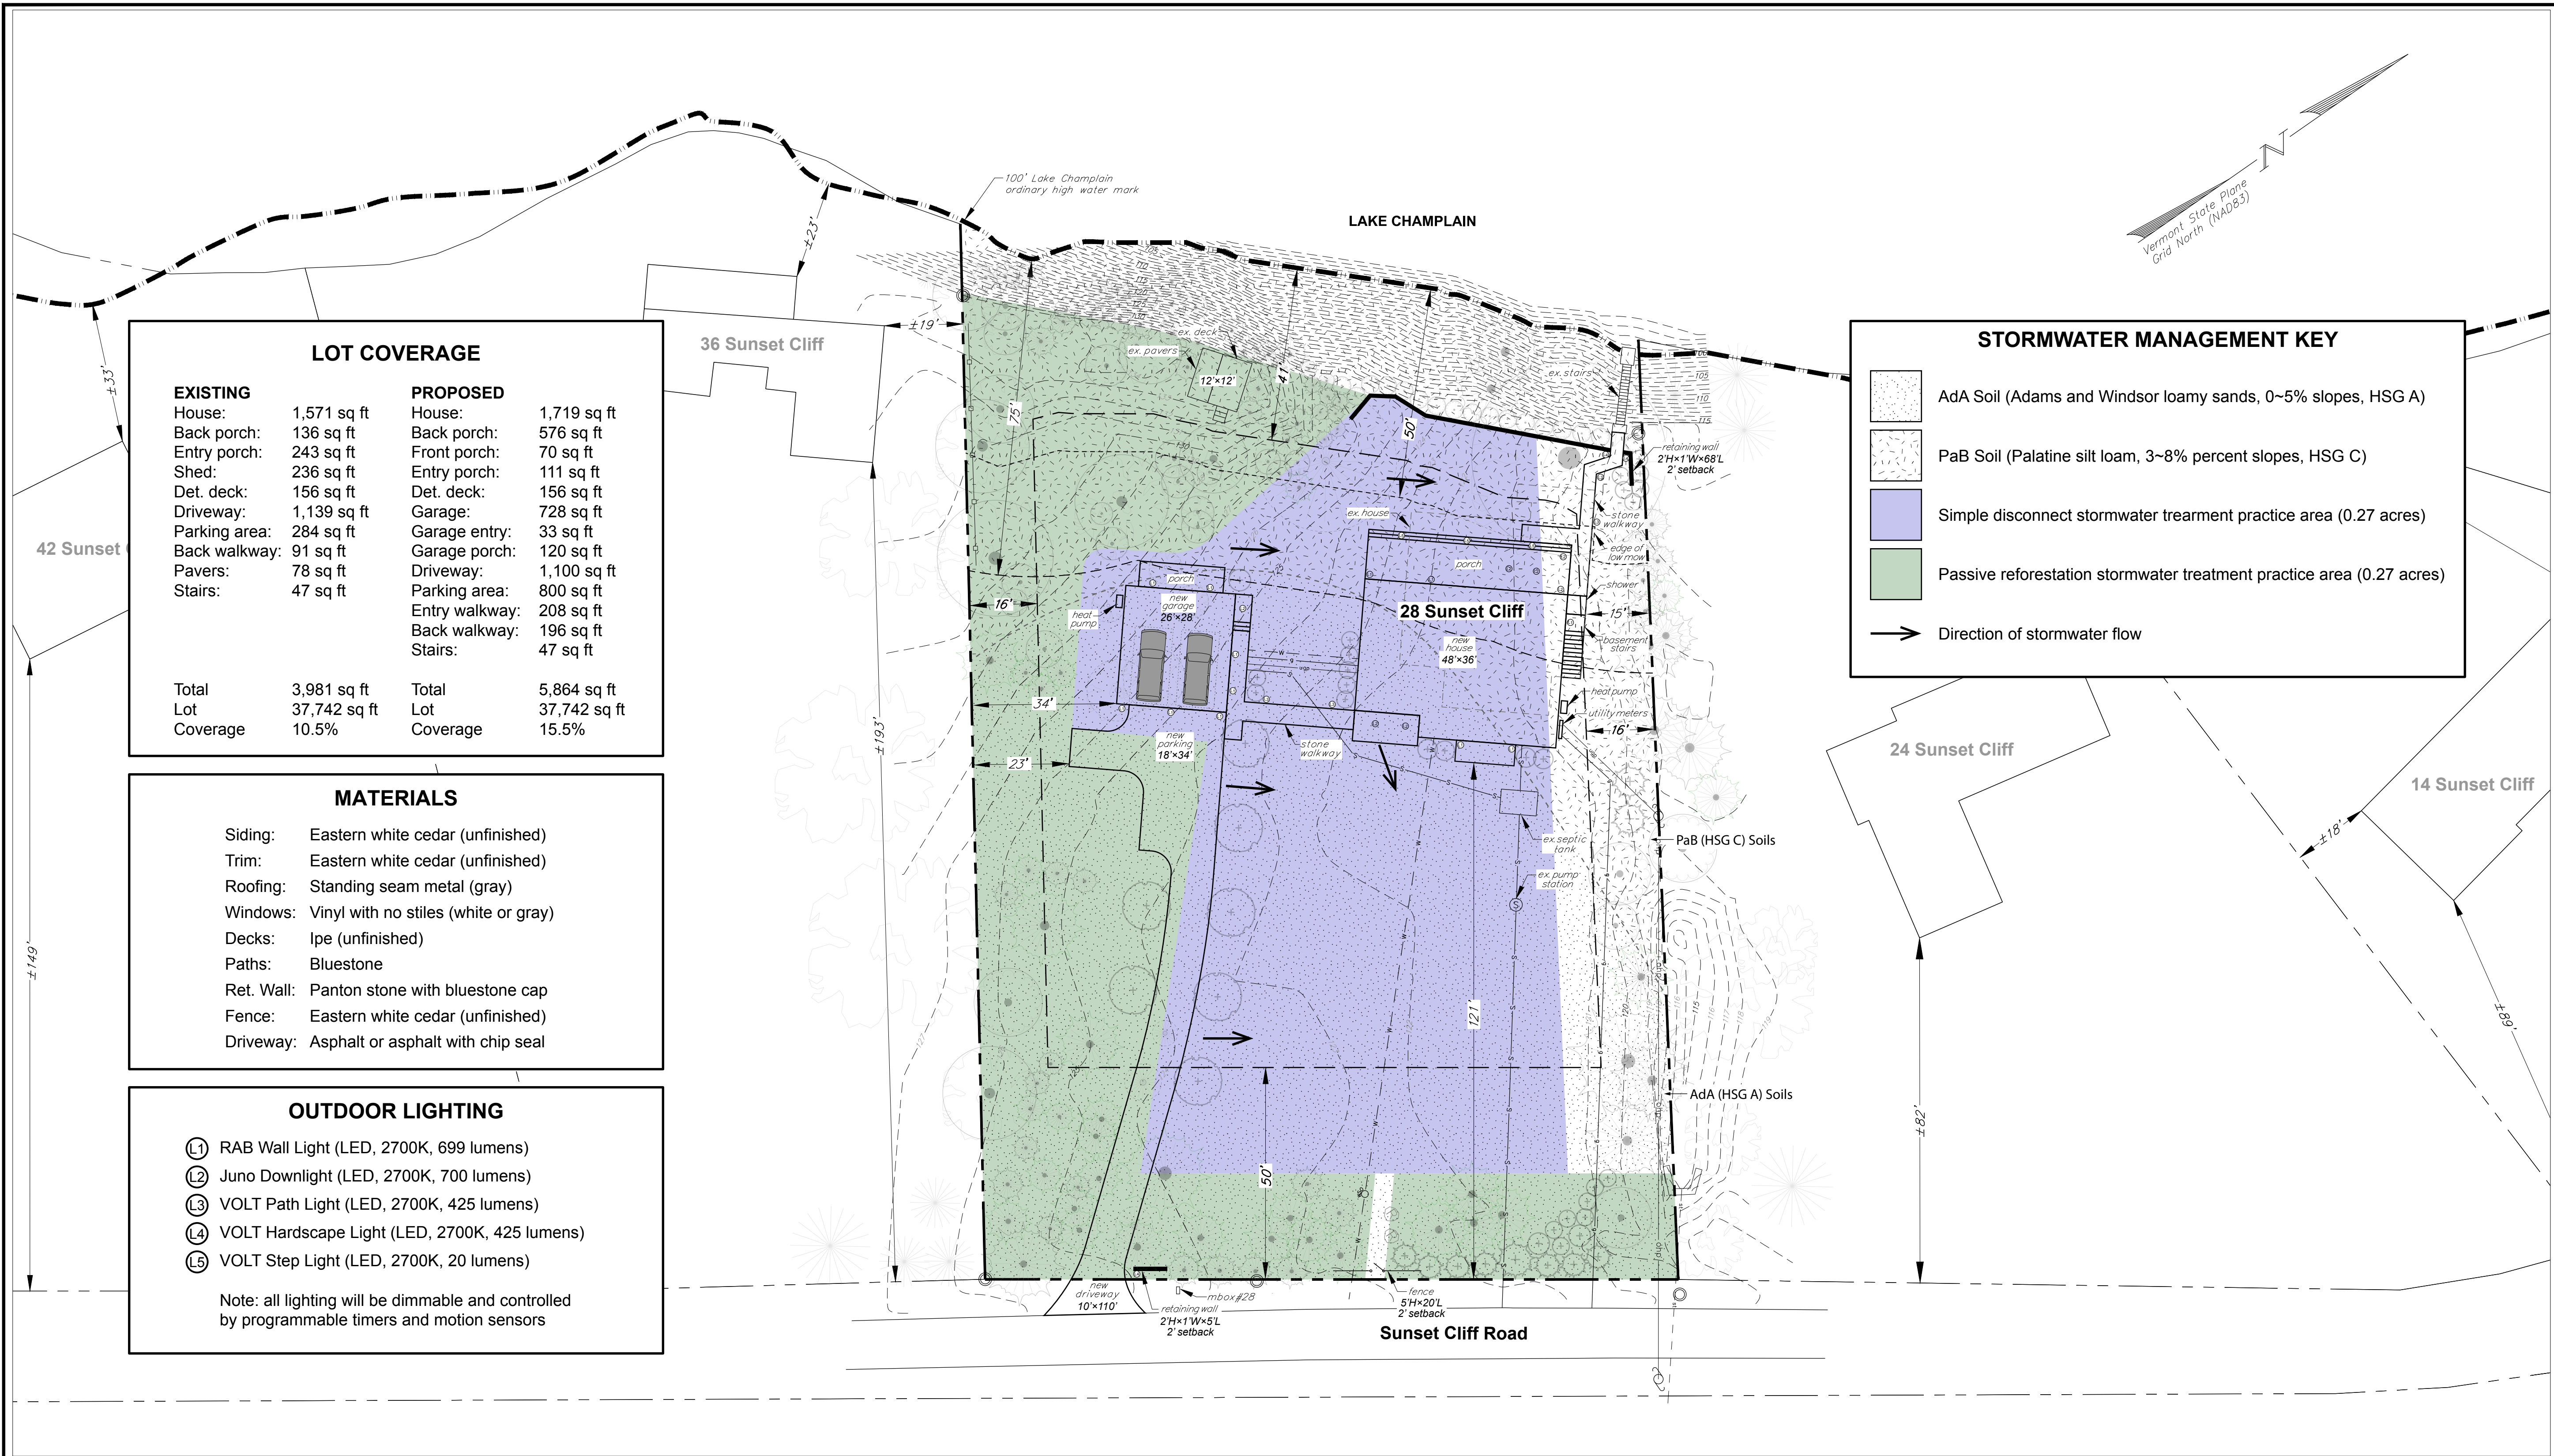 100' Lake Champlain
ordinary high water mark
LAKE CHAMPLAIN
N
Vermont State Plane
Grid North (NAD83)
±23'
±33'
±19'
36 Sunset Cliff
42 Sunset
±149'
±193'
LOT COVERAGE
EXISTING PROPOSED
House: 1,571 sq ft House: 1,719 sq ft
Back porch: 136 sq ft Back porch: 576 sq ft
Entry porch: 243 sq ft Front porch: 70 sq ft
Shed: 236 sq ft Entry porch: 111 sq ft
Det. deck: 156 sq ft Det. deck: 156 sq ft
Driveway: 1,139 sq ft Garage: 728 sq ft
Parking area: 284 sq ft Garage entry: 33 sq ft
Back walkway: 91 sq ft Garage porch: 120 sq ft
Pavers: 78 sq ft Driveway: 1,100 sq ft
Stairs: 47 sq ft Parking area: 800 sq ft
Entry walkway: 208 sq ft
Back walkway: 196 sq ft
Stairs: 47 sq ft
Total 3,981 sq ft Total 5,864 sq ft
Lot 37,742 sq ft Lot 37,742 sq ft
Coverage 10.5% Coverage 15.5%
MATERIALS
Siding: Eastern white cedar (unfinished)
Trim: Eastern white cedar (unfinished)
Roofing: Standing seam metal (gray)
Windows: Vinyl with no stiles (white or gray)
Decks: Ipe (unfinished)
Paths: Bluestone
Ret. Wall: Panton stone with bluestone cap
Fence: Eastern white cedar (unfinished)
Driveway: Asphalt or asphalt with chip seal
OUTDOOR LIGHTING
L1 RAB Wall Light (LED, 2700K, 699 lumens)
L2 Juno Downlight (LED, 2700K, 700 lumens)
L3 VOLT Path Light (LED, 2700K, 425 lumens)
L4 VOLT Hardscape Light (LED, 2700K, 425 lumens)
L5 VOLT Step Light (LED, 2700K, 20 lumens)
Note: all lighting will be dimmable and controlled
by programmable timers and motion sensors
ex. deck
ex. pavers
12'×12'
41'
75'
50'
ex. stairs
105
110
115
retaining wall
2'H×1'W×68'L
2' setback
stone
walkway
edge of
low mow
ex. house
porch
porch
shower
28 Sunset Cliff
15'
basement
stairs
new
garage
26'×28'
heat
pump
16'
new
house
48'×36'
heat pump
utility meters
16'
34'
new
parking
18'×34'
23'
stone
walkway
ex. septic
tank
ex. pump
station
S
PaB (HSG C) Soils
AdA (HSG A) Soils
121'
50'
new
driveway
10'×110'
retaining wall
2'H×1'W×5'L
2' setback
mbox#28
fence
5'H×20'L
2' setback
Sunset Cliff Road
STORMWATER MANAGEMENT KEY
AdA Soil (Adams and Windsor loamy sands, 0~5% slopes, HSG A)
PaB Soil (Palatine silt loam, 3~8% percent slopes, HSG C)
Simple disconnect stormwater trearment practice area (0.27 acres)
Passive reforestation stormwater treatment practice area (0.27 acres)
Direction of stormwater flow
24 Sunset Cliff
14 Sunset Cliff
±18'
±82'
±89'